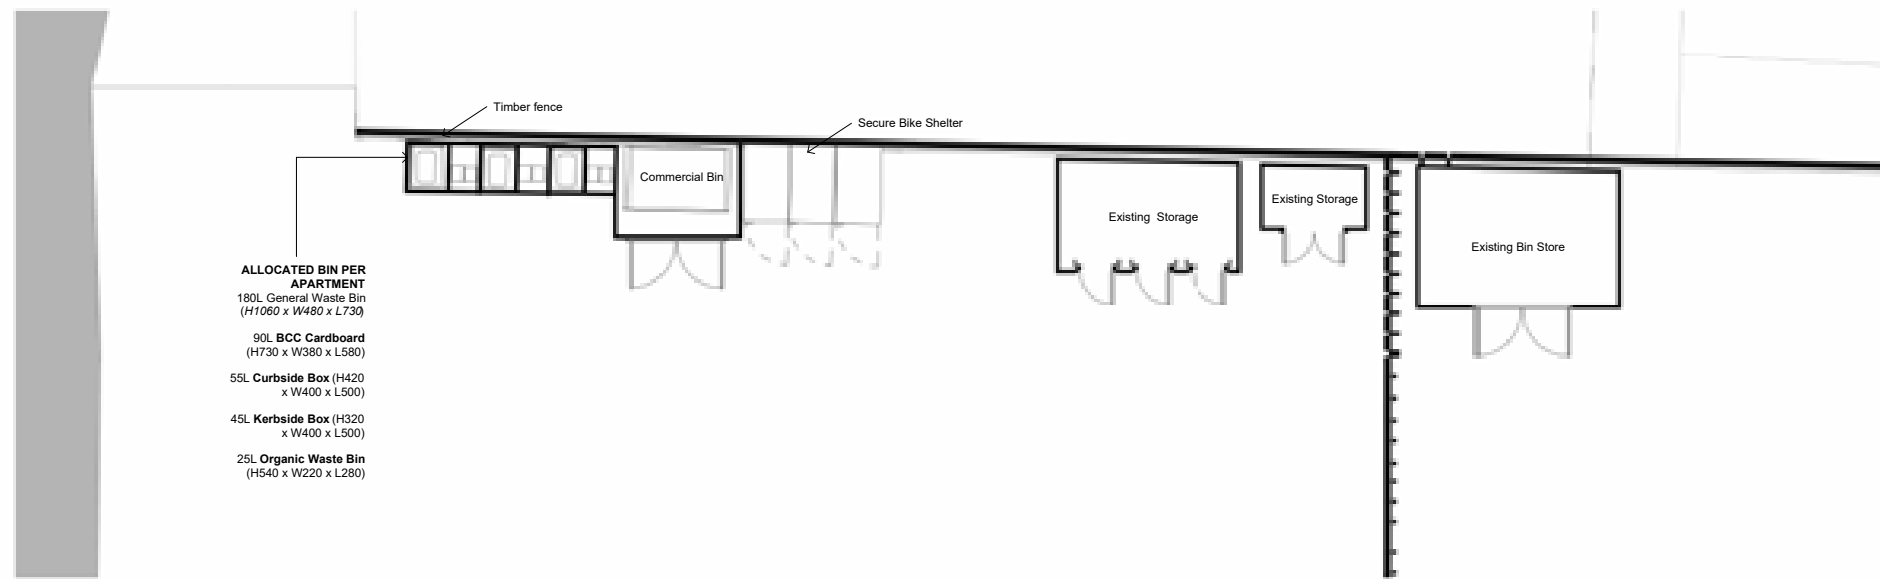 Timber fence
Secure Bike Shelter
Commercial Bin
Existing Storage
Existing Storage
Existing Bin Store
ALLOCATED BIN PER
APARTMENT
180L General Waste Bin
(H1060 x W480 x L730)
90L BCC Cardboard
(H730 x W380 x L580)
55L Curbside Box (H420
x W400 x L500)
45L Kerbside Box (H320
x W400 x L500)
25L Organic Waste Bin
(H540 x W220 x L280)